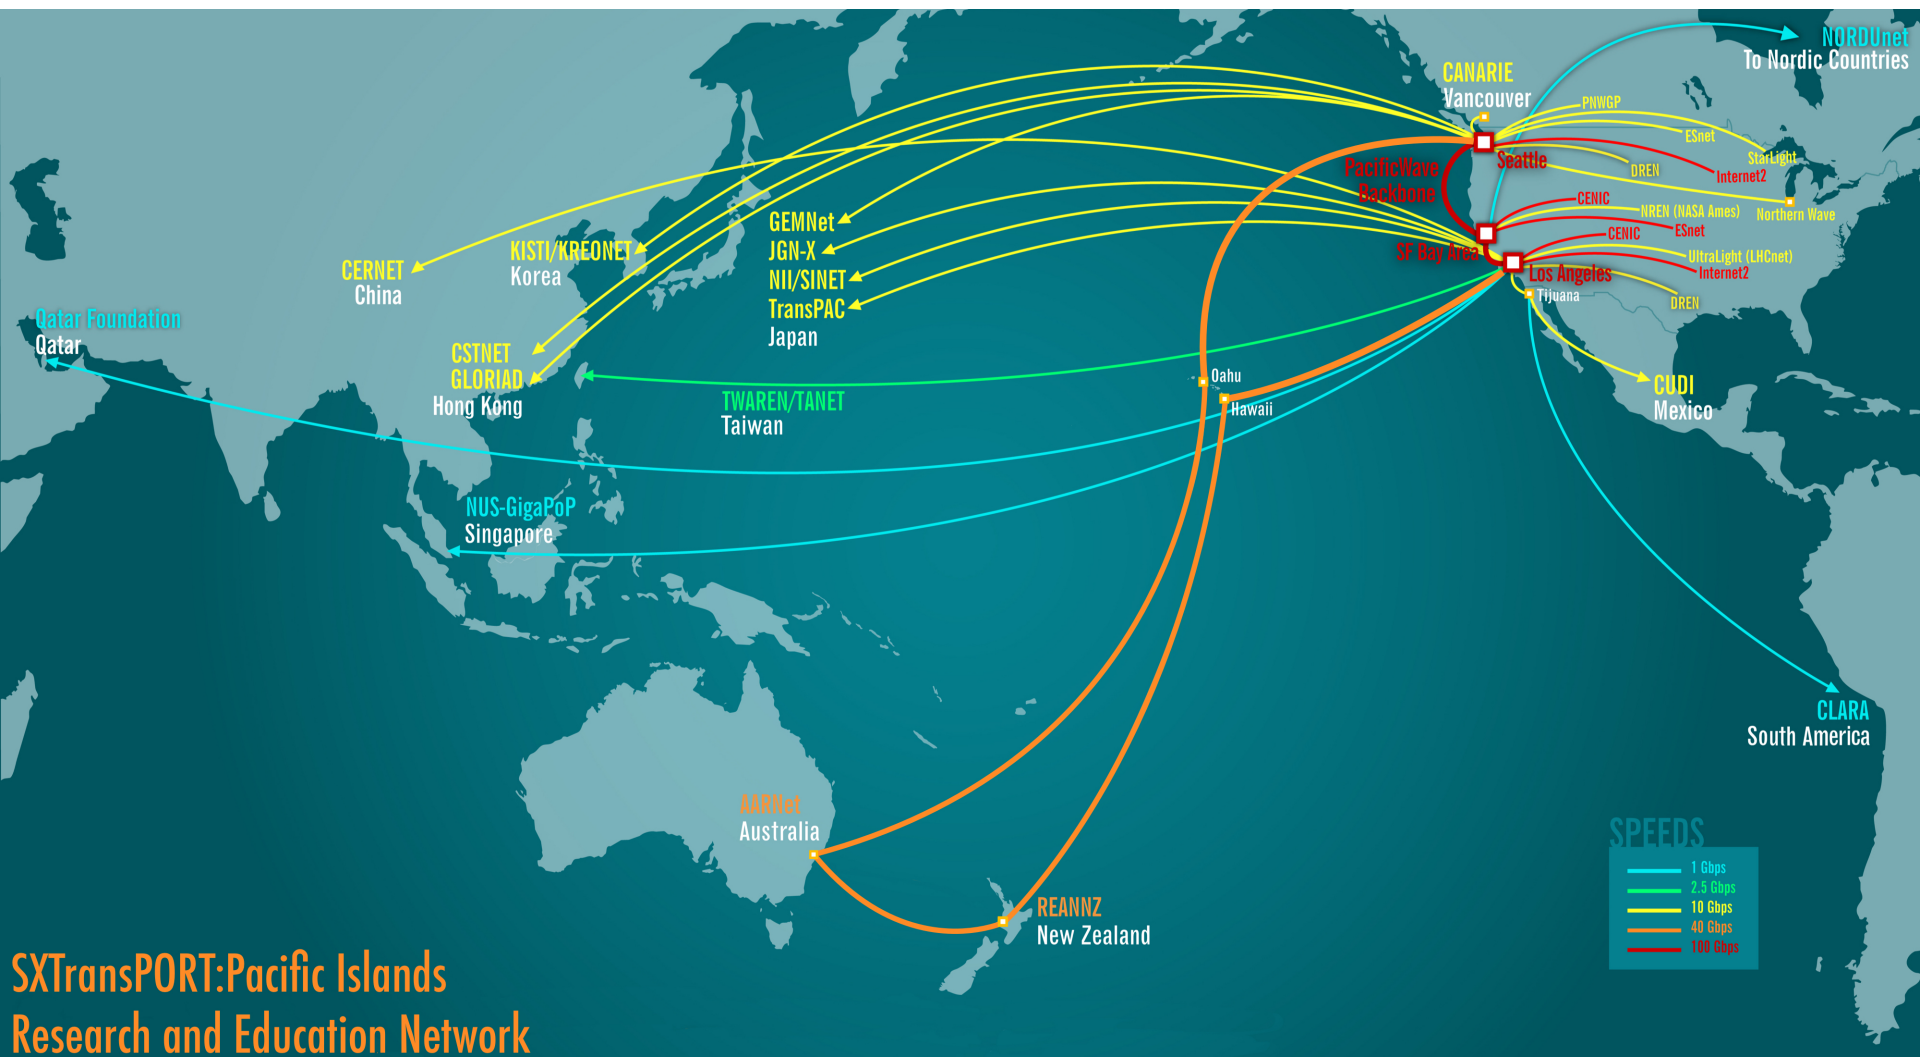 NORDUnet
To Nordic Countries
CANARIE
Vancouver
PNWGP
ESnet
StarLight
Seattle
DREN
Internet2
PacificWave
Backbone
CENIC
NREN (NASA Ames)
Northern Wave
ESnet
CENIC
SF Bay Area
UltraLight (LHCnet)
Internet2
Los Angeles
Tijuana
DREN
GEMNet
JGN-X
NII/SINET
TransPAC
Japan
KISTI/KREONET
Korea
CERNET
China
Qatar Foundation
Qatar
CSTNET
GLORIAD
Hong Kong
TWAREN/TANET
Taiwan
Oahu
Hawaii
CUDI
Mexico
NUS-GigaPoP
Singapore
CLARA
South America
AARNet
Australia
REANNZ
New Zealand
SPEEDS
1 Gbps
2.5 Gbps
10 Gbps
40 Gbps
100 Gbps
SXTransPORT:Pacific Islands
Research and Education Network